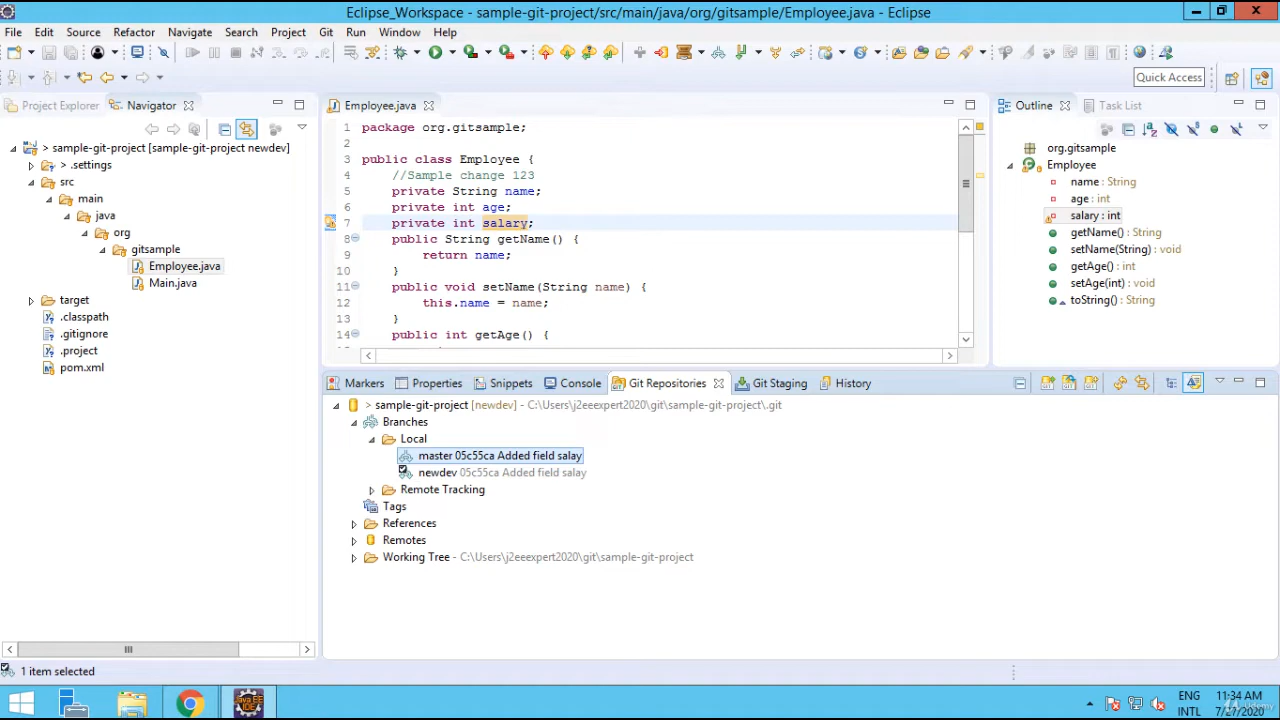 Eclipse_Workspace - sample-git-project/src/main/java/org/gitsample/Employee.java - Eclipse
File Edit Source Refactor Navigate Search Project Git Run Window Help
Quick Access
Project Explorer Navigator
> sample-git-project [sample-git-project newdev]
> .settings
src
main
java
org
gitsample
Employee.java
Main.java
target
.classpath
.gitignore
.project
pom.xml
Employee.java
1 package org.gitsample;
2
3 public class Employee {
4 //Sample change 123
5 private String name;
6 private int age;
7 private int salary;
8 public String getName() {
9 return name;
10 }
11 public void setName(String name) {
12 this.name = name;
13 }
14 public int getAge() {
Outline Task List
org.gitsample
Employee
name : String
age : int
salary : int
getName() : String
setName(String) : void
getAge() : int
setAge(int) : void
toString() : String
Markers Properties Snippets Console Git Repositories Git Staging History
> sample-git-project [newdev] - C:\Users\j2eeexpert2020\git\sample-git-project\.git
Branches
Local
master 05c55ca Added field salay
newdev 05c55ca Added field salay
Remote Tracking
Tags
References
Remotes
Working Tree - C:\Users\j2eeexpert2020\git\sample-git-project
1 item selected
Java EE
IDE
ENG
INTL
11:34 AM
7/27/2020
Udemy